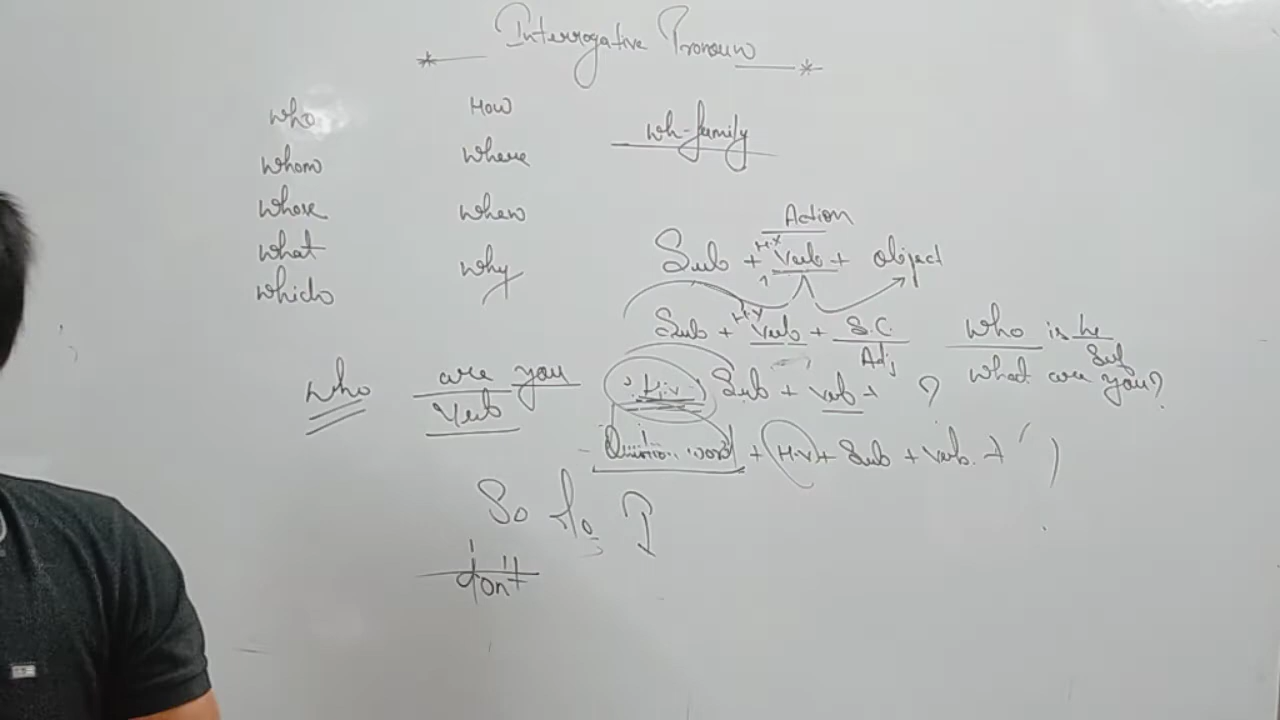 Interrogative Pronoun
who How wh-family
whom where
whose when
what why
which
Action
H.V
Sub + Verb + object
H.V
Sub + Verb + S.C. Who is he
Adj Sub
what are you?
who are you H.V Sub + verb + ?
Verb
Question word + H.V + Sub + Verb. +
So do I
don't